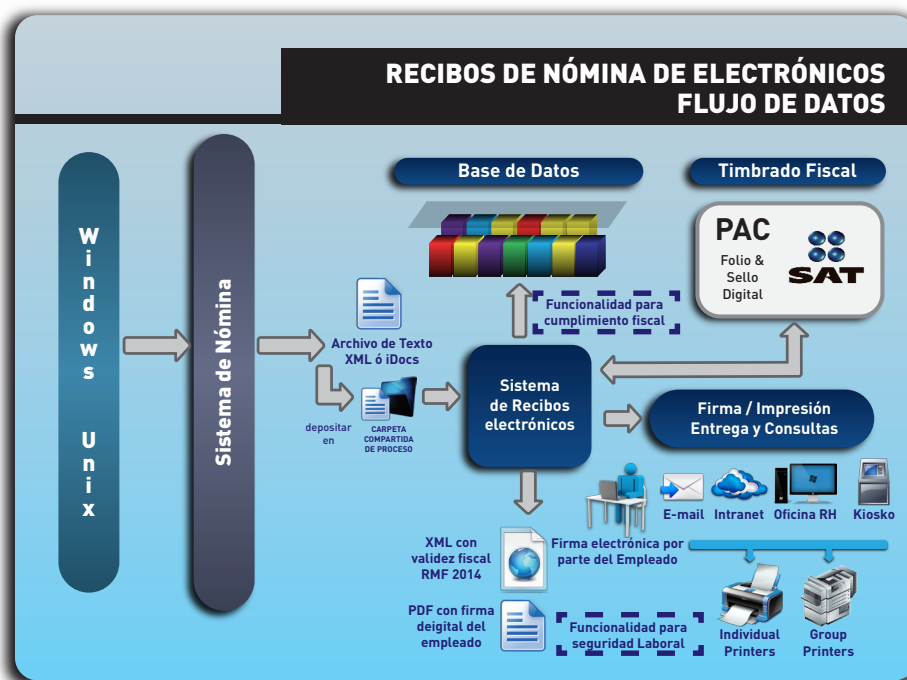 RECIBOS DE NÓMINA DE ELECTRÓNICOS
FLUJO DE DATOS
Windows Unix
Sistema de Nómina
Base de Datos
Timbrado Fiscal
PAC
Folio &
Sello
Digital
SAT
Funcionalidad para
cumplimiento fiscal
Archivo de Texto
XML ó iDocs
depositar
en
CARPETA
COMPARTIDA
DE PROCESO
Sistema
de Recibos
electrónicos
Firma / Impresión
Entrega y Consultas
E-mail
Intranet
Oficina RH
Kiosko
XML con
validez fiscal
RMF 2014
Firma electrónica por
parte del Empleado
PDF con firma
deigital del
empleado
Funcionalidad para
seguridad Laboral
Individual
Printers
Group
Printers